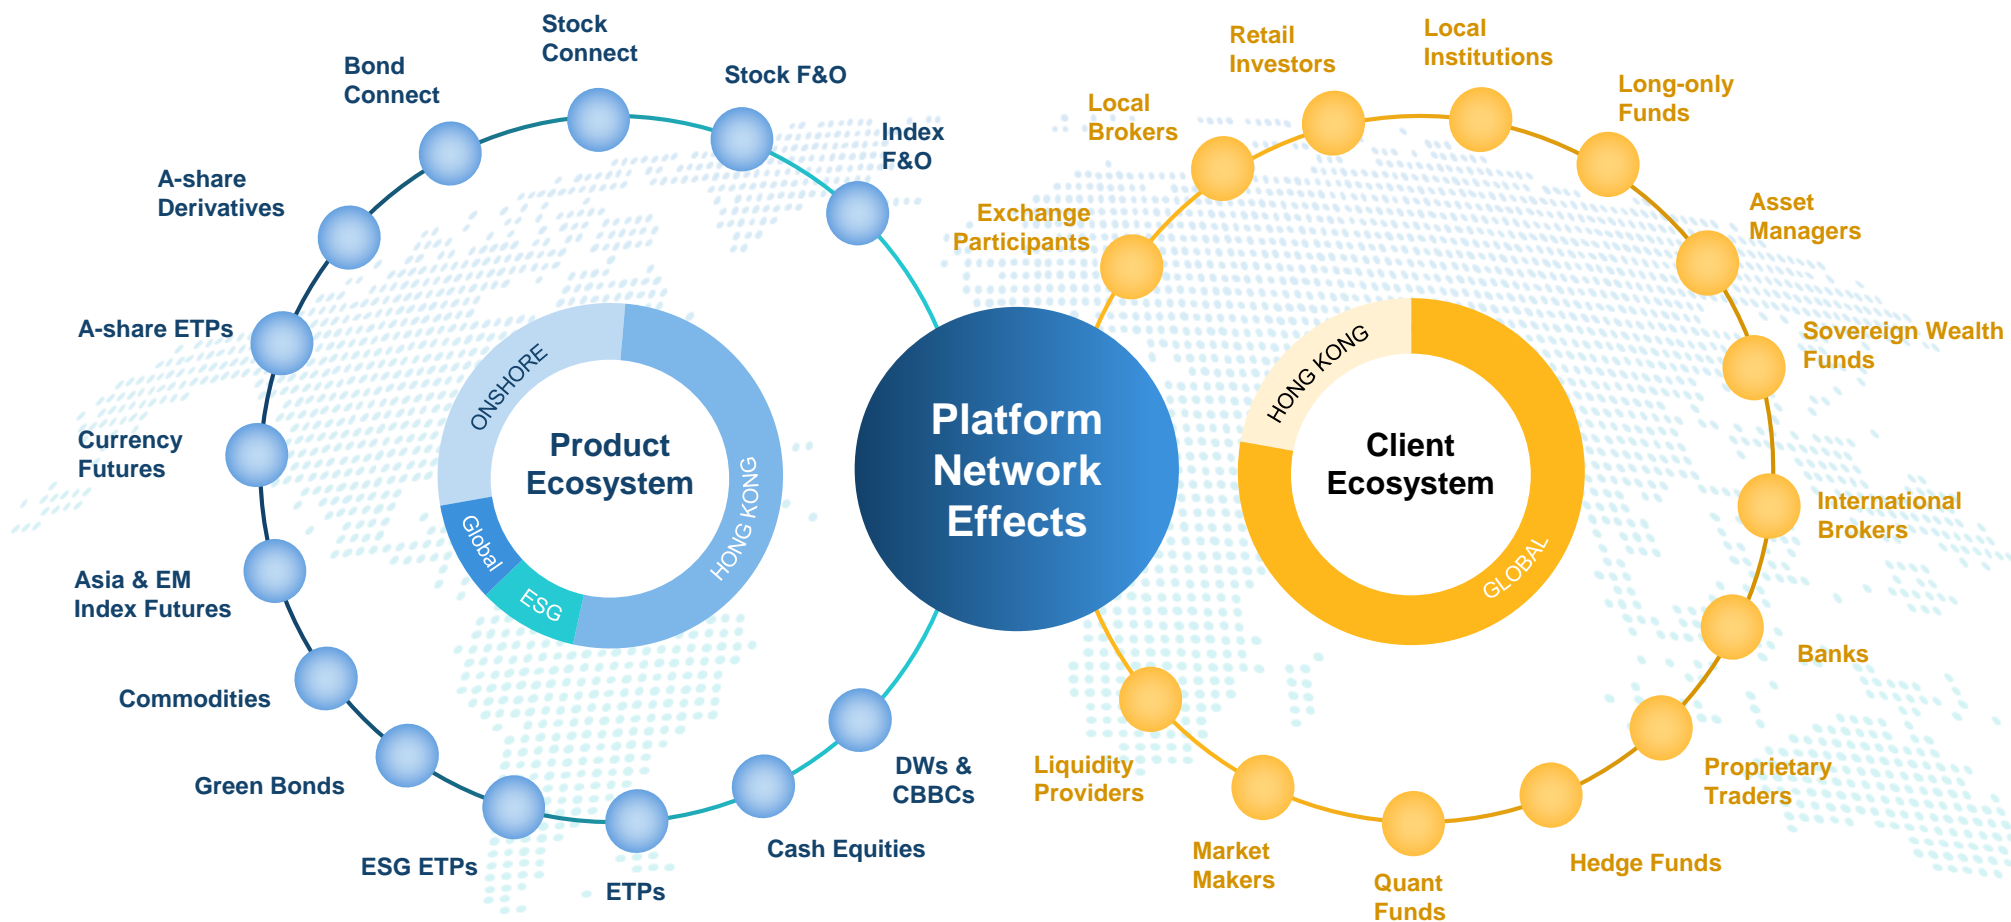 Stock
Connect
Bond
Connect
Stock F&O
Index
F&O
A-share
Derivatives
A-share ETPs
Currency
Futures
Asia & EM
Index Futures
Commodities
Green Bonds
ESG ETPs
ETPs
Cash Equities
DWs &
CBBCs
ONSHORE
HONG KONG
Global
ESG
Product
Ecosystem
Platform
Network
Effects
Exchange
Participants
Local
Brokers
Retail
Investors
Local
Institutions
Long-only
Funds
Asset
Managers
Sovereign Wealth
Funds
International
Brokers
Banks
Proprietary
Traders
Hedge Funds
Quant
Funds
Market
Makers
Liquidity
Providers
HONG KONG
GLOBAL
Client
Ecosystem